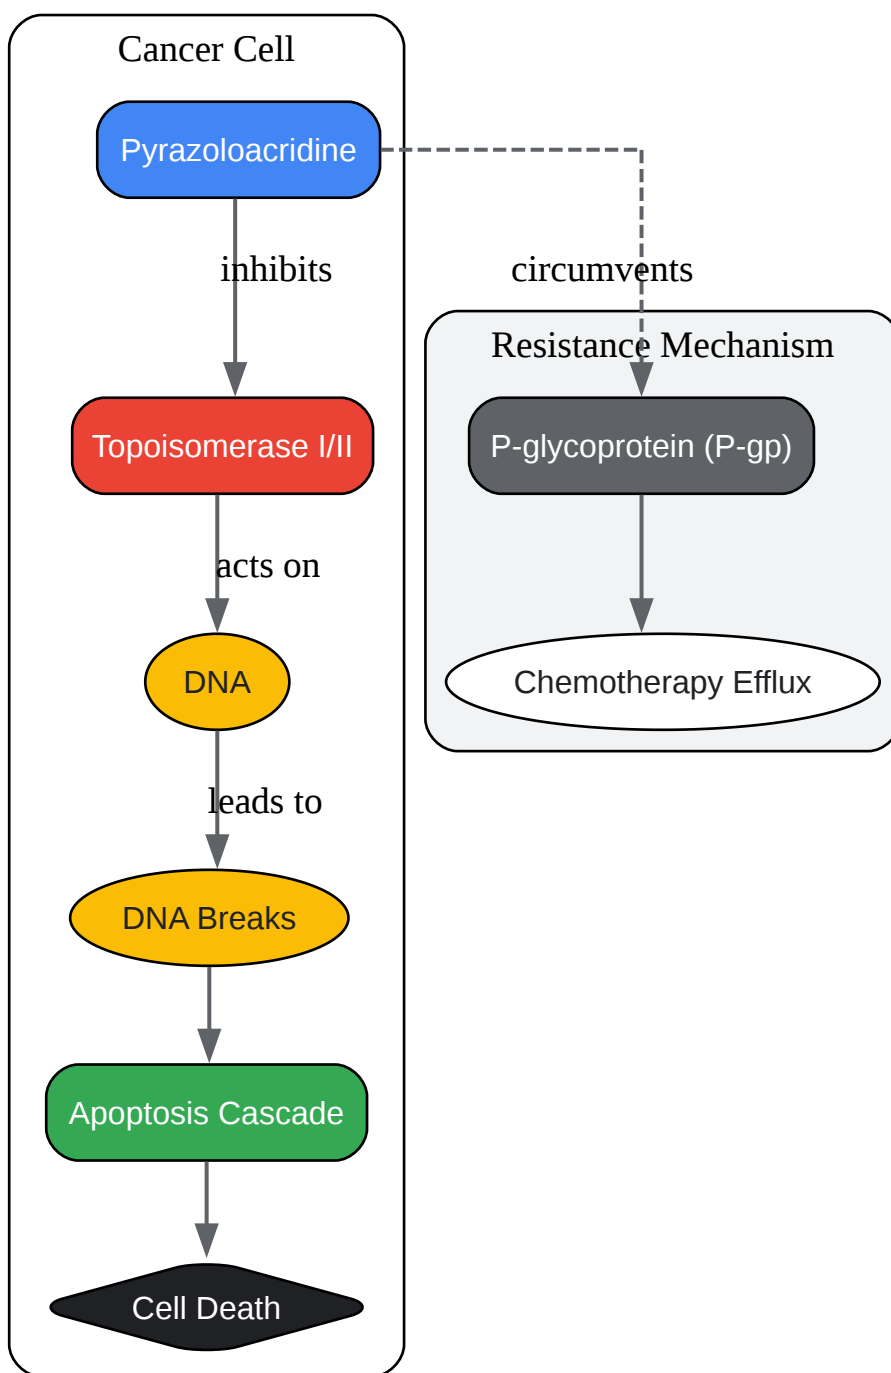 Cancer Cell
Pyrazoloacridine
inhibits
circumvents
Resistance Mechanism
Topoisomerase I/II
P-glycoprotein (P-gp)
acts on
DNA
Chemotherapy Efflux
leads to
DNA Breaks
Apoptosis Cascade
Cell Death